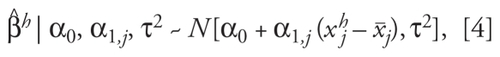 β̂ʰ | α₀, α₁,ⱼ, τ² ~ N[α₀ + α₁,ⱼ (xⱼʰ – x̄ⱼ), τ²], [4]